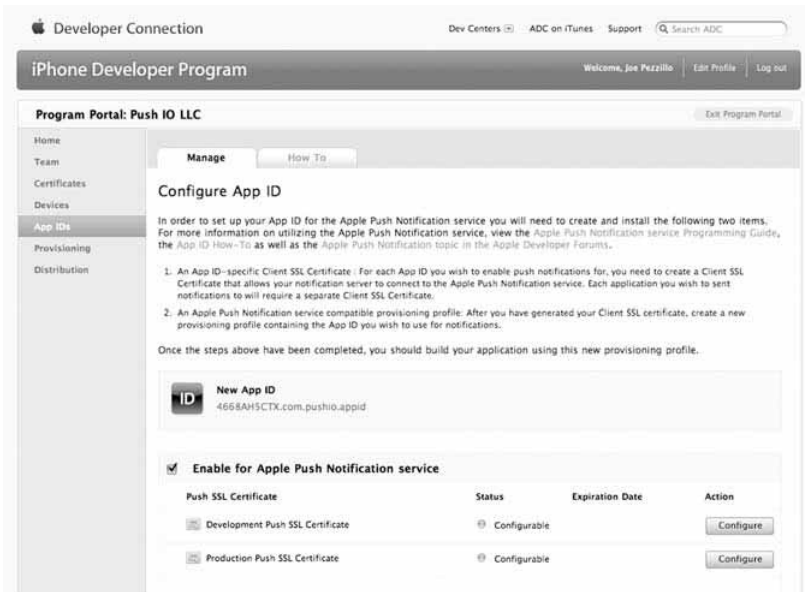 Developer Connection
Dev Centers
ADC on iTunes
Support
Search ADC
iPhone Developer Program
Welcome, Joe Pezzillo
Edit Profile
Log out
Program Portal: Push IO LLC
Exit Program Portal
Home
Team
Certificates
Devices
App IDs
Provisioning
Distribution
Manage
How To
Configure App ID
In order to set up your App ID for the Apple Push Notification service you will need to create and install the following two items.
For more information on utilizing the Apple Push Notification service, view the Apple Push Notification service Programming Guide,
the App ID How-To as well as the Apple Push Notification topic in the Apple Developer Forums.
1. An App ID-specific Client SSL Certificate : For each App ID you wish to enable push notifications for, you need to create a Client SSL
Certificate that allows your notification server to connect to the Apple Push Notification service. Each application you wish to sent
notifications to will require a separate Client SSL Certificate.
2. An Apple Push Notification service compatible provisioning profile: After you have generated your Client SSL certificate, create a new
provisioning profile containing the App ID you wish to use for notifications.
Once the steps above have been completed, you should build your application using this new provisioning profile.
ID
New App ID
4668AH5CTX.com.pushio.appid
Enable for Apple Push Notification service
Push SSL Certificate
Status
Expiration Date
Action
Development Push SSL Certificate
Configurable
Configure
Production Push SSL Certificate
Configurable
Configure